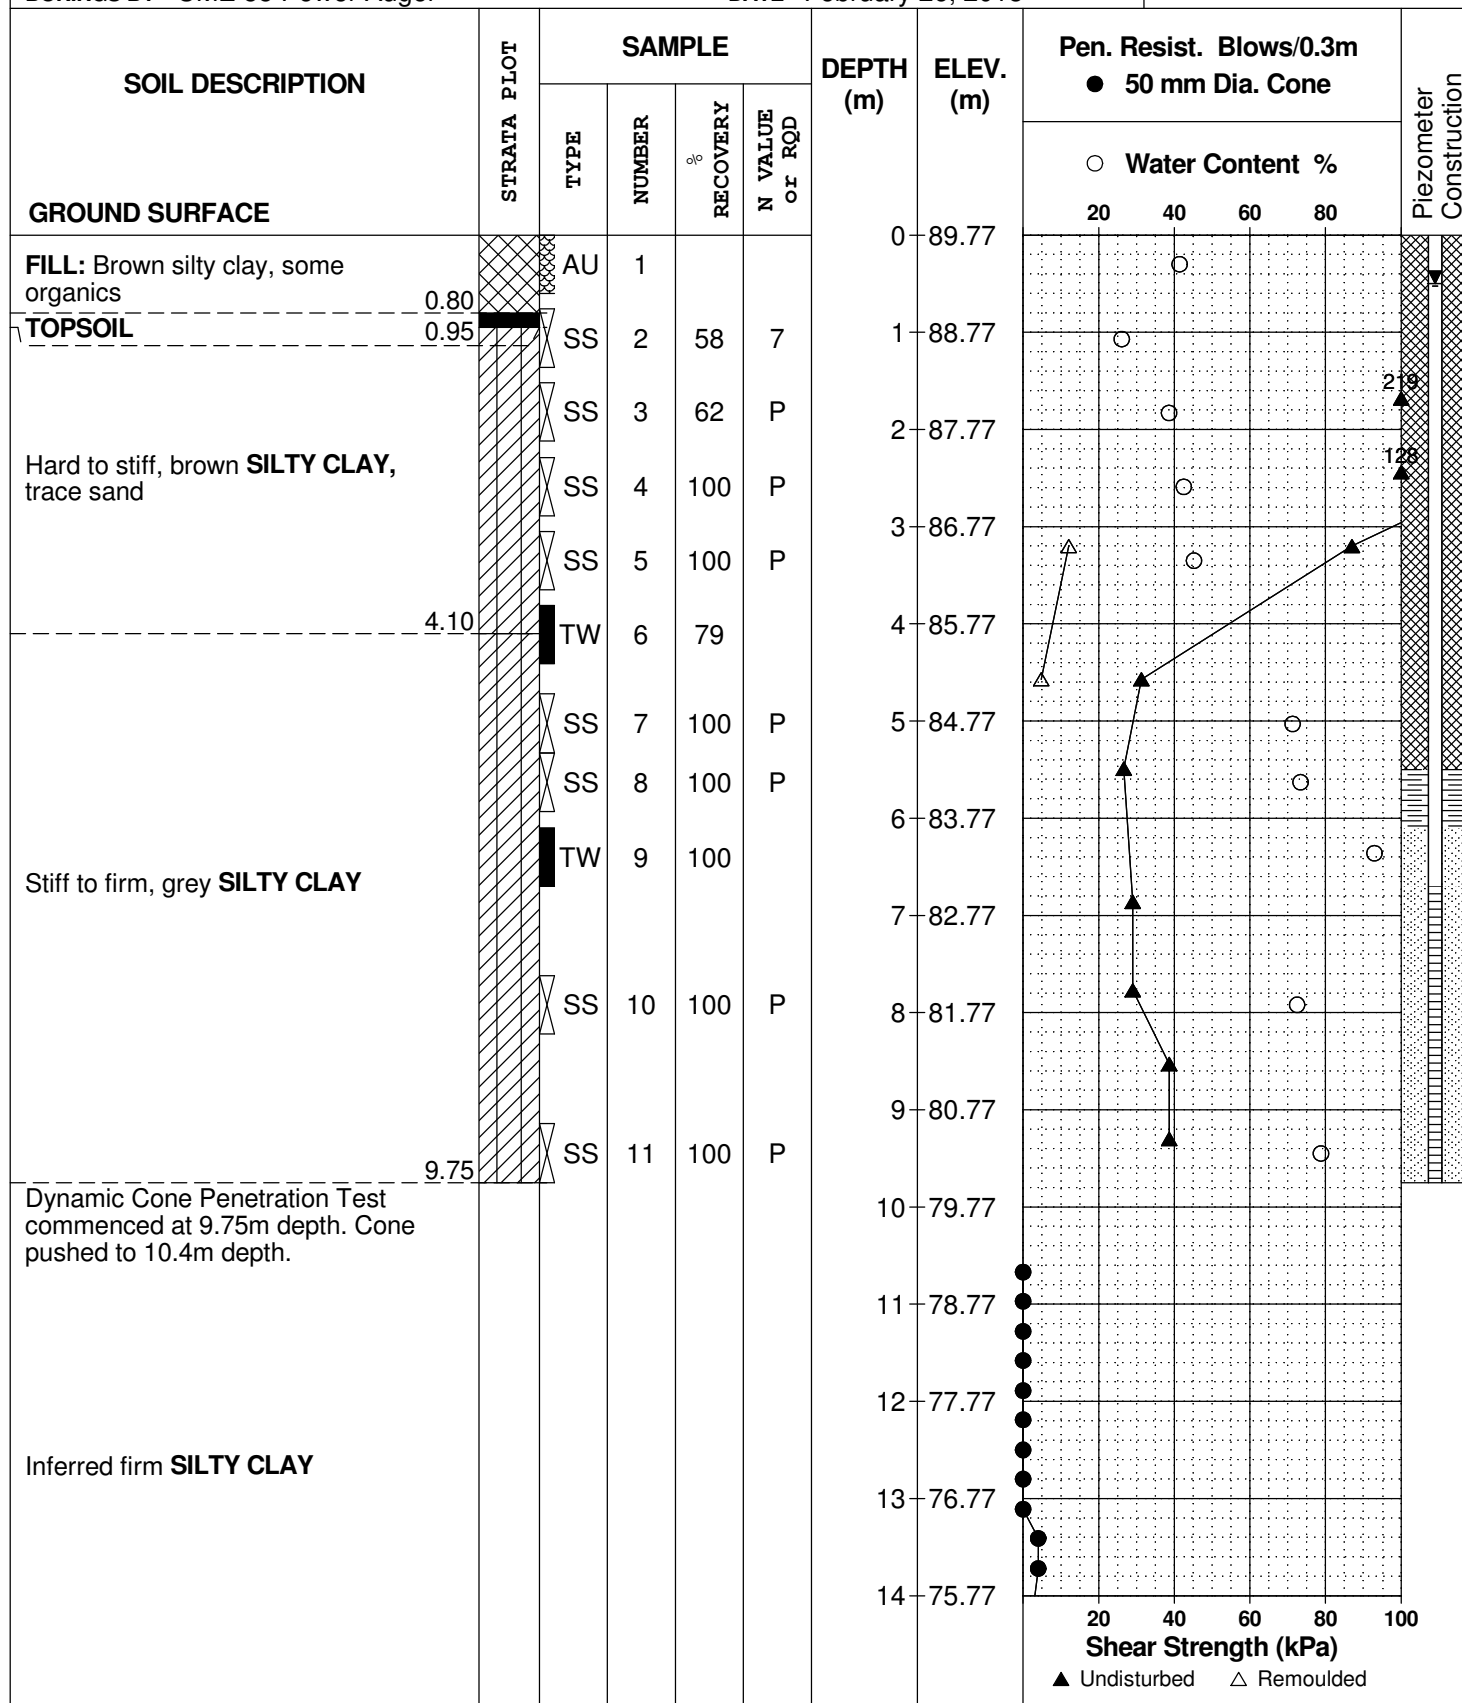 SOIL DESCRIPTION
GROUND SURFACE
STRATA PLOT
SAMPLE
TYPE
NUMBER
% RECOVERY
N VALUE or RQD
DEPTH (m)
ELEV. (m)
Pen. Resist. Blows/0.3m
● 50 mm Dia. Cone
○ Water Content %
20 40 60 80
Piezometer Construction
0 89.77
FILL: Brown silty clay, some
organics
0.80
AU 1
TOPSOIL
0.95
SS 2 58 7
1 88.77
219
SS 3 62 P
2 87.77
128
Hard to stiff, brown SILTY CLAY,
trace sand
SS 4 100 P
3 86.77
SS 5 100 P
4.10
TW 6 79
4 85.77
SS 7 100 P
5 84.77
SS 8 100 P
6 83.77
TW 9 100
Stiff to firm, grey SILTY CLAY
7 82.77
SS 10 100 P
8 81.77
9 80.77
SS 11 100 P
9.75
Dynamic Cone Penetration Test
commenced at 9.75m depth. Cone
pushed to 10.4m depth.
10 79.77
11 78.77
12 77.77
Inferred firm SILTY CLAY
13 76.77
14 75.77
20 40 60 80 100
Shear Strength (kPa)
▲ Undisturbed △ Remoulded